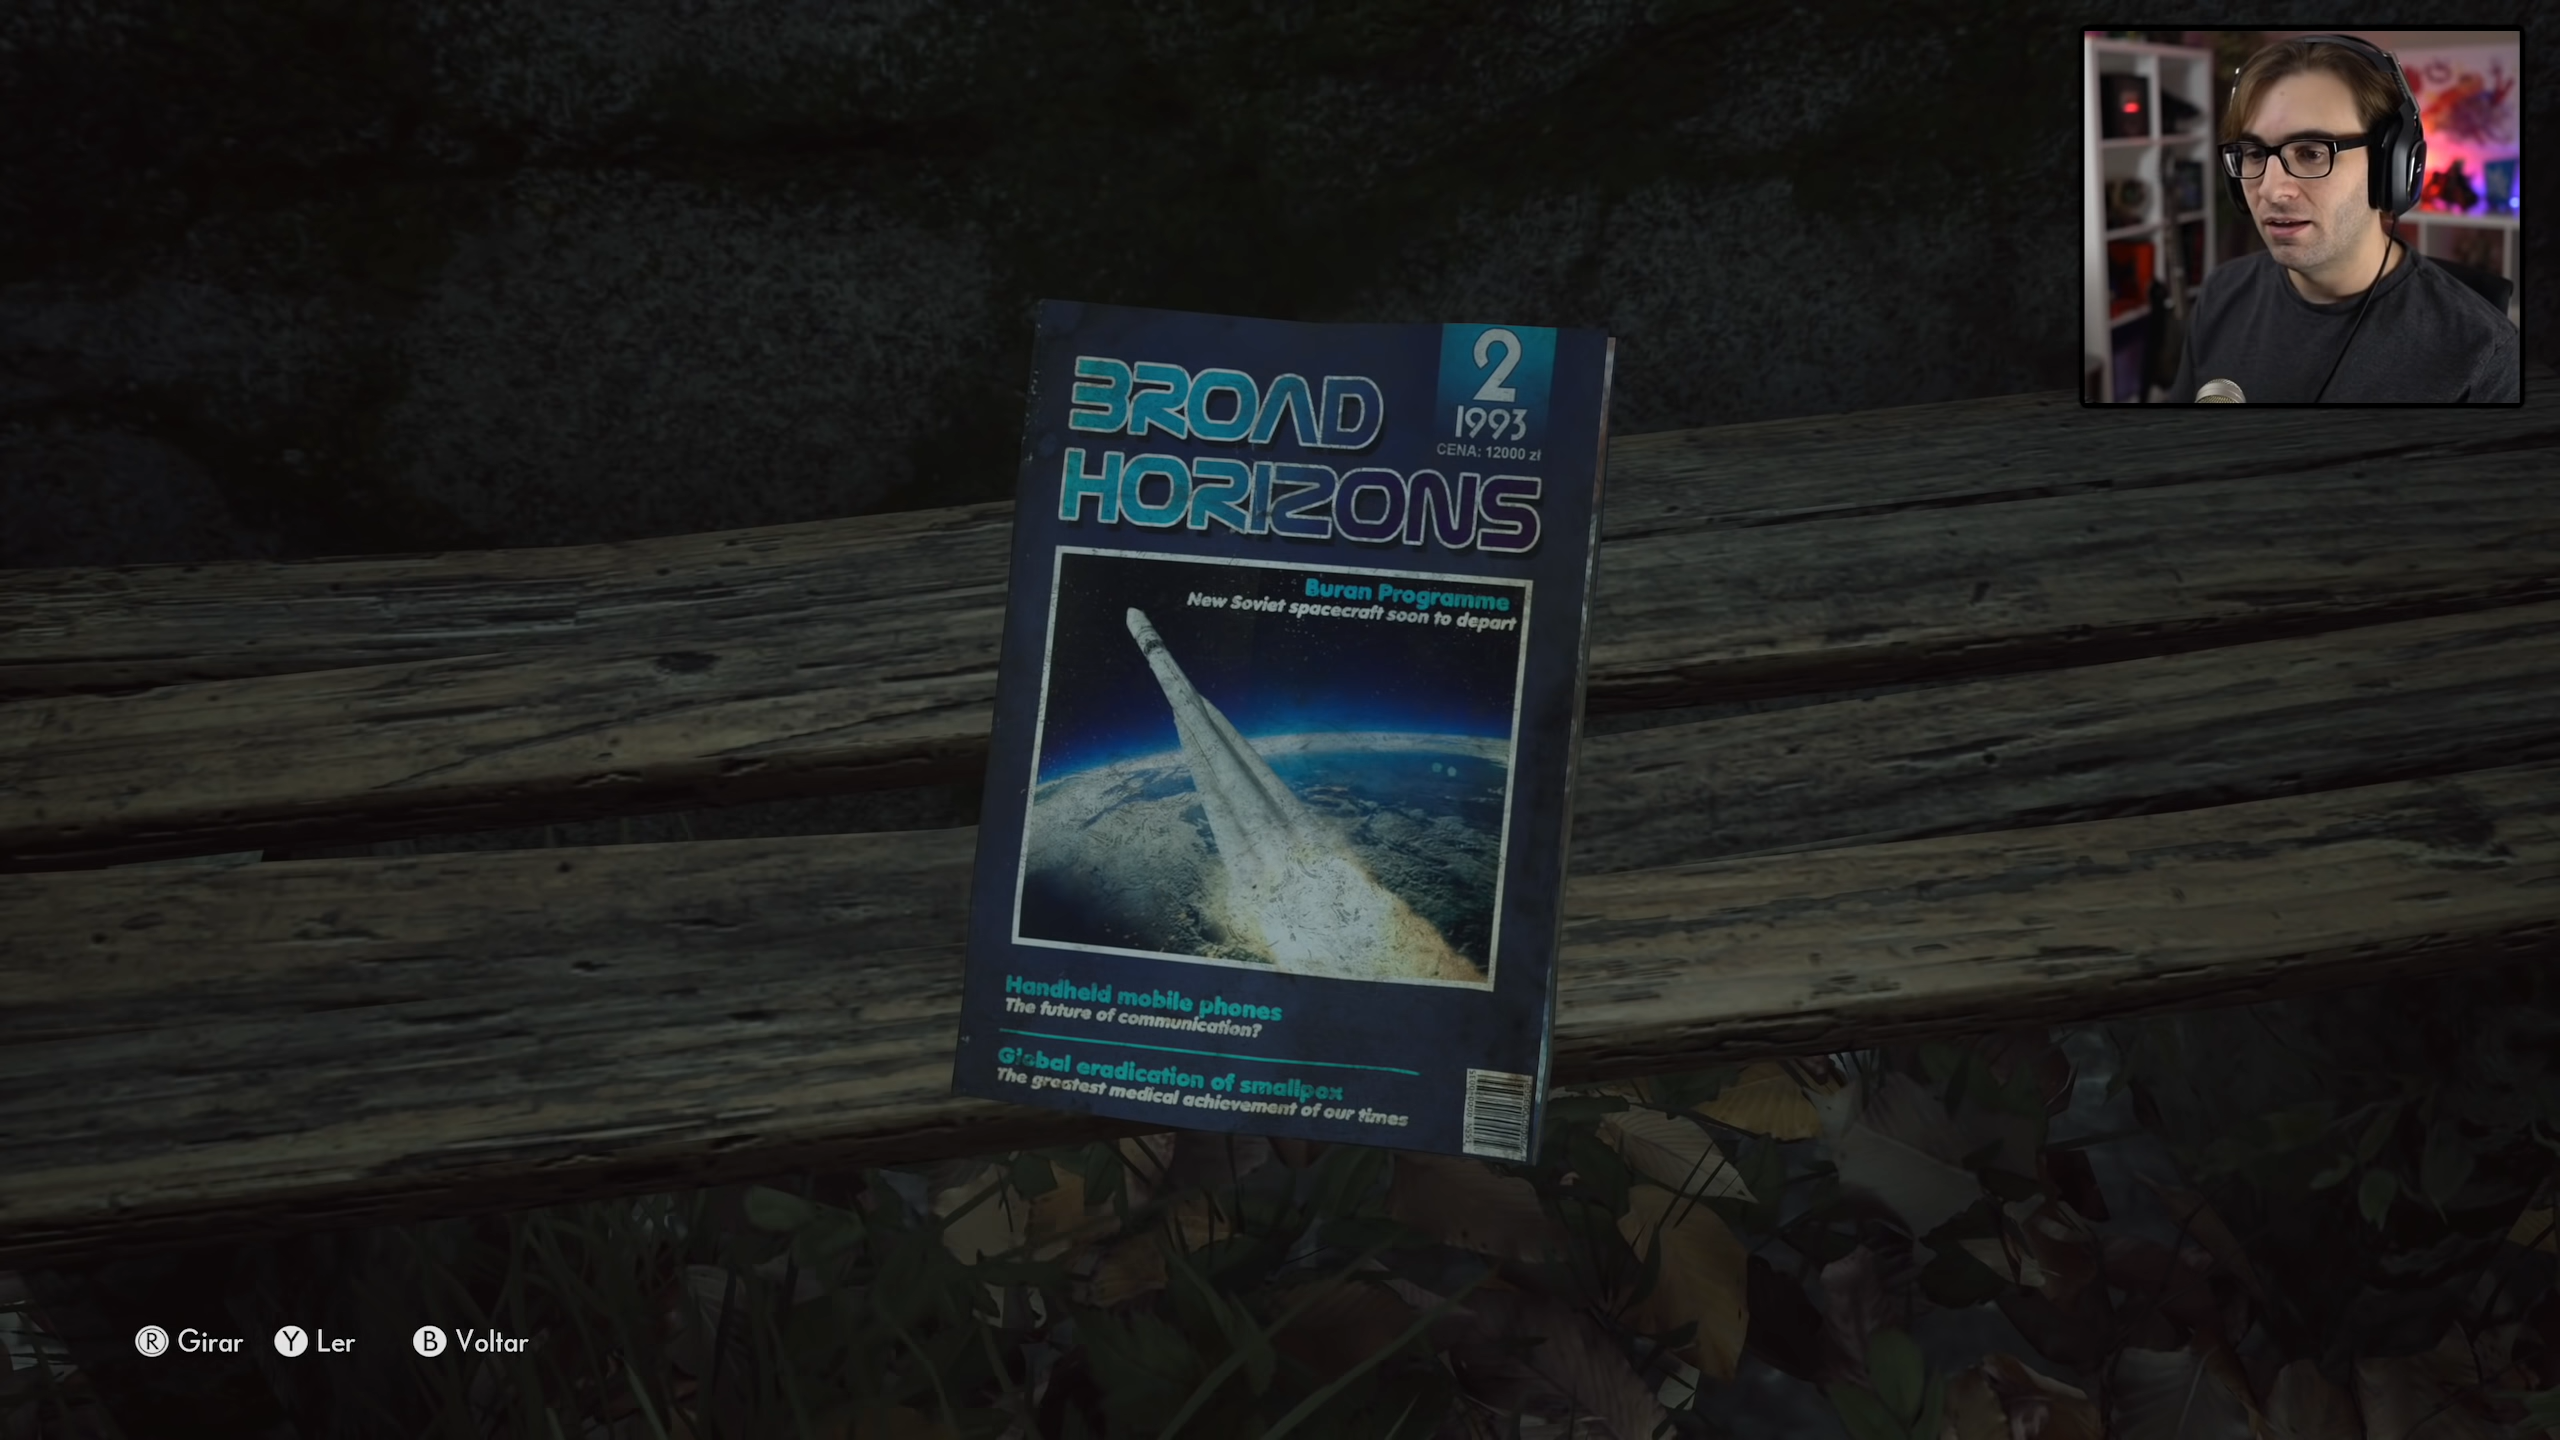 BROAD
HORIZONS
2
1993
CENA: 12000 zł
Buran Programme
New Soviet spacecraft soon to depart
Handheld mobile phones
The future of communication?
Global eradication of smallpox
The greatest medical achievement of our times
R Girar Y Ler B Voltar